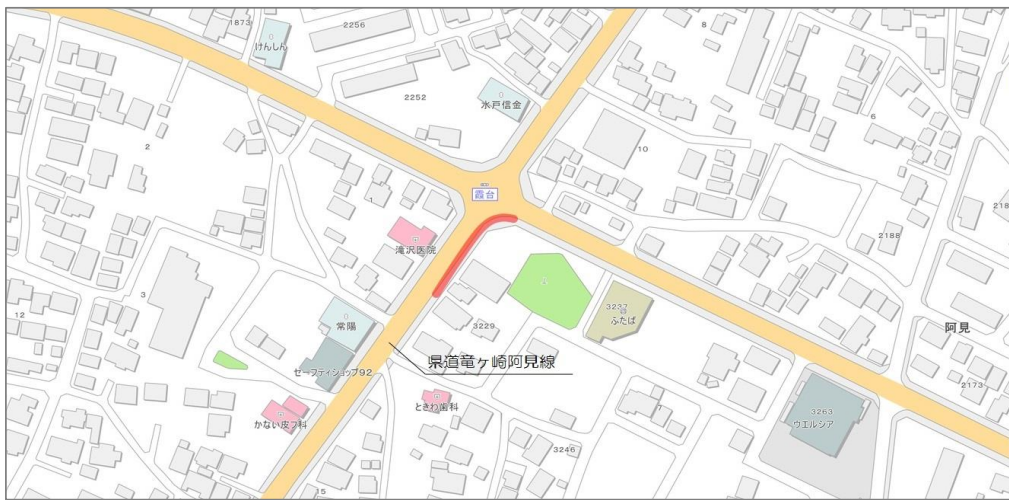 1873
2256
8
けんしん
2252
水戸信金
6
2
10
霞台
1
218
滝沢医院
2188
3
12
3237
ふたば
常陽
3229
阿見
県道竜ヶ崎阿見線
セーフティショップ92
2173
ときわ歯科
7
3263
ウエルシア
かない皮フ科
3246
15